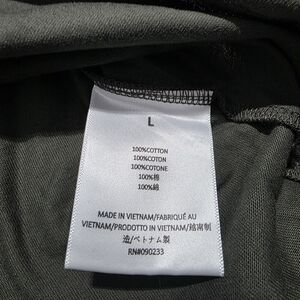 L
100%COTTON
100%COTON
100%COTONE
100%棉
100%綿
MADE IN VIETNAM/FABRIQUÉ AU
VIETNAM/PRODOTTO IN VIETNAM/越南制
造/ベトナム製
RN#090233